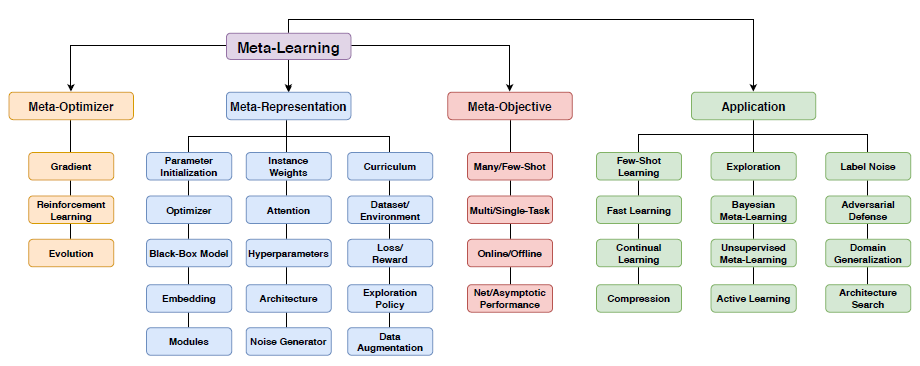 Meta-Learning
Meta-Optimizer
Meta-Representation
Meta-Objective
Application
Gradient
Reinforcement
Learning
Evolution
Parameter
Initialization
Optimizer
Black-Box Model
Embedding
Modules
Instance
Weights
Attention
Hyperparameters
Architecture
Noise Generator
Curriculum
Dataset/
Environment
Loss/
Reward
Exploration
Policy
Data
Augmentation
Many/Few-Shot
Multi/Single-Task
Online/Offline
Net/Asymptotic
Performance
Few-Shot
Learning
Fast Learning
Continual
Learning
Compression
Exploration
Bayesian
Meta-Learning
Unsupervised
Meta-Learning
Active Learning
Label Noise
Adversarial
Defense
Domain
Generalization
Architecture
Search